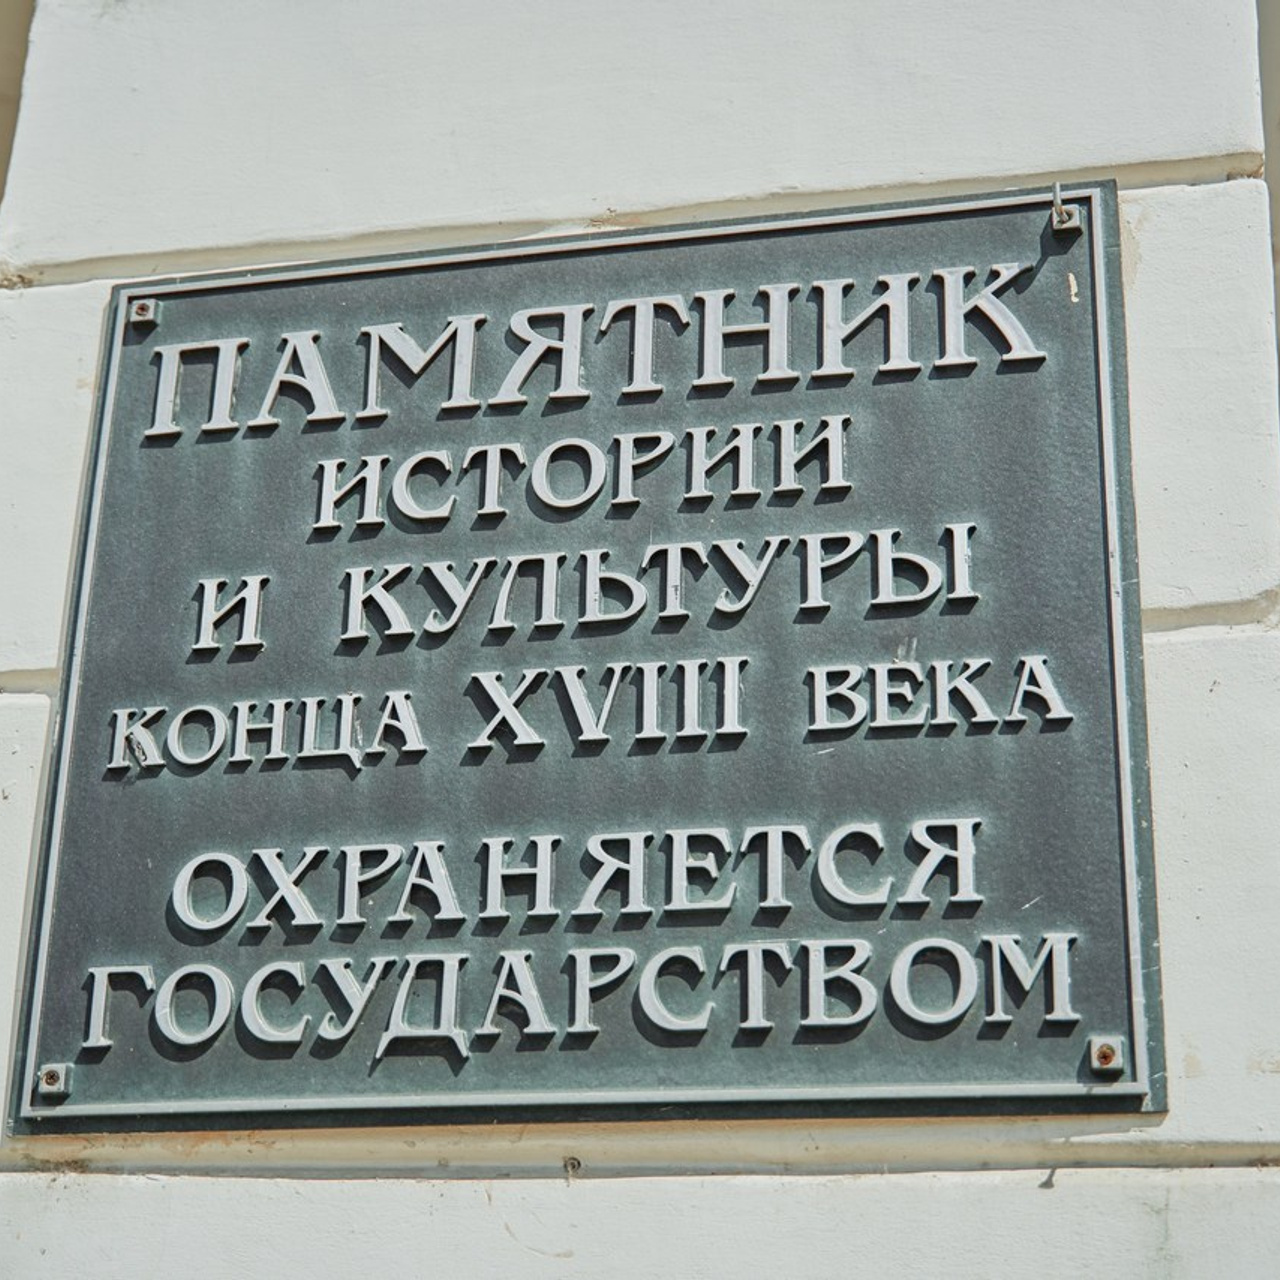 ПАМЯТНИК
ИСТОРИИ
И КУЛЬТУРЫ
КОНЦА XVIII ВЕКА
ОХРАНЯЕТСЯ
ГОСУДАРСТВОМ